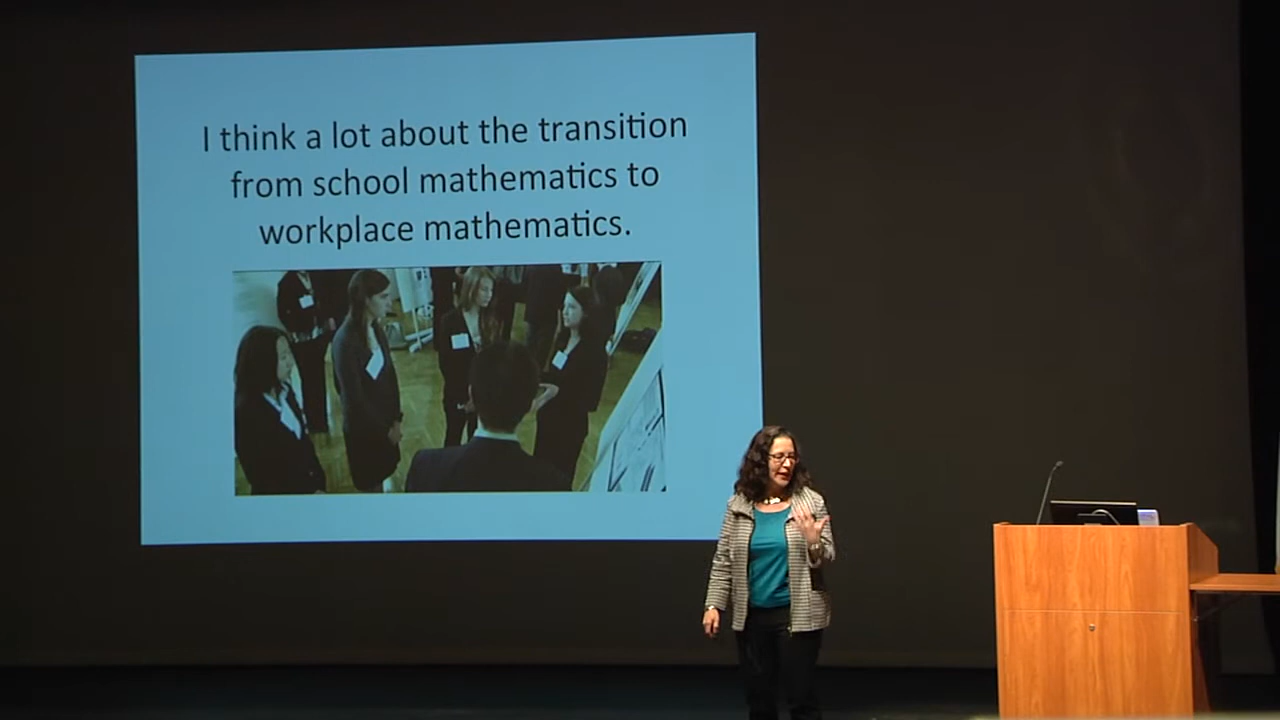 I think a lot about the transition
from school mathematics to
workplace mathematics.